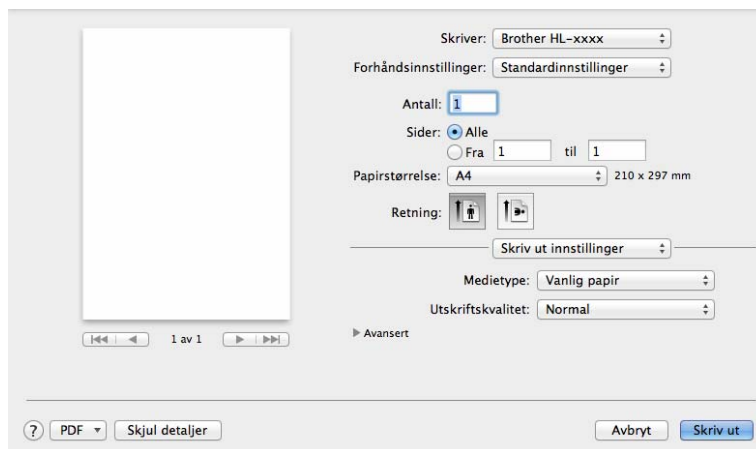 Skriver: Brother HL-xxxx
Forhåndsinnstillinger: Standardinnstillinger
Antall: 1
Sider: Alle
Fra 1 til 1
Papirstørrelse: A4 210 x 297 mm
Retning:
Skriv ut innstillinger
Medietype: Vanlig papir
Utskriftskvalitet: Normal
Avansert
1 av 1
? PDF Skjul detaljer Avbryt Skriv ut